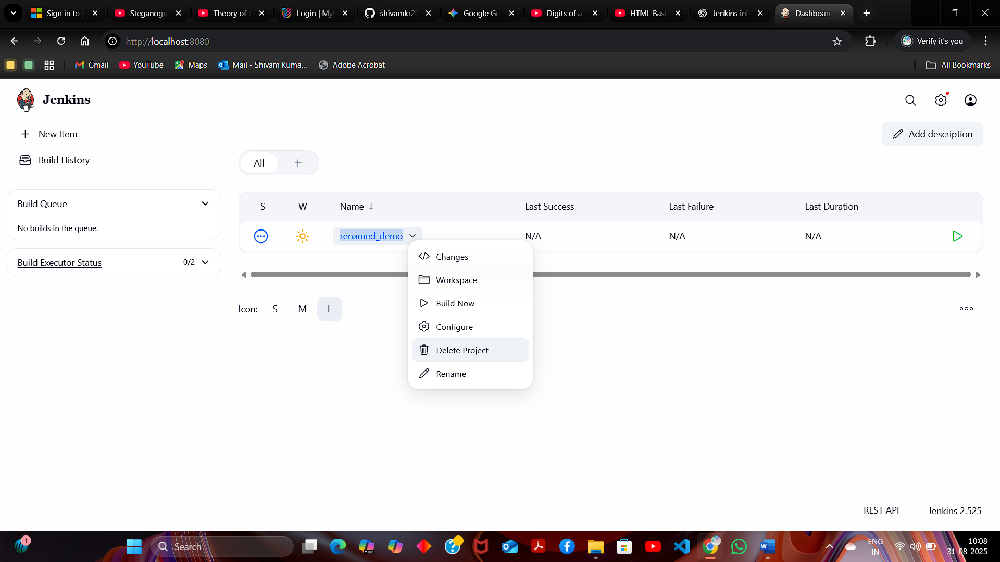 Sign in to y
Steganogra
Theory of C
Login | MyU
shivamkr27
Google Ge
Digits of a
HTML Basi
Jenkins ini
Dashboard
http://localhost:8080
Verify it's you
Gmail
YouTube
Maps
Mail - Shivam Kuma...
Adobe Acrobat
All Bookmarks
Jenkins
New Item
Add description
Build History
All
+
Build Queue
No builds in the queue.
Build Executor Status
0/2
S
W
Name ↓
Last Success
Last Failure
Last Duration
renamed_demo
N/A
N/A
N/A
Changes
Workspace
Build Now
Configure
Delete Project
Rename
Icon:
S
M
L
REST API
Jenkins 2.525
1
Search
M365
ENG
IN
10:08
31-08-2025